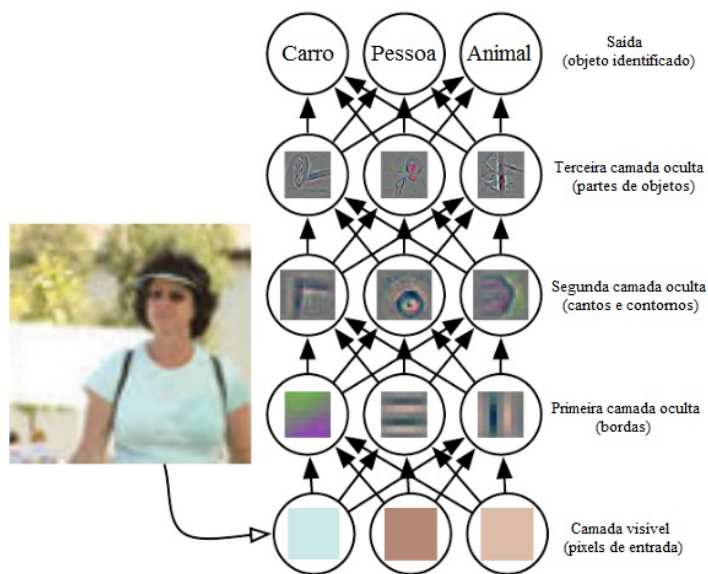 Carro Pessoa Animal
Saída
(objeto identificado)
Terceira camada oculta
(partes de objetos)
Segunda camada oculta
(cantos e contornos)
Primeira camada oculta
(bordas)
Camada visível
(pixels de entrada)